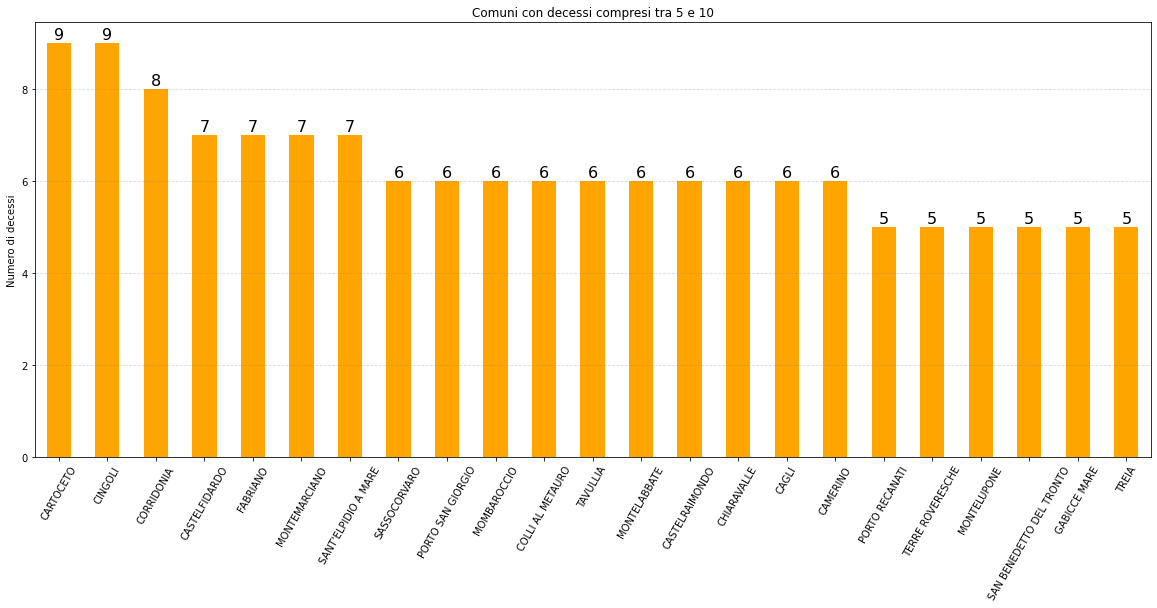 Comuni con decessi compresi tra 5 e 10
Numero di decessi
8
6
4
2
0
9
9
8
7
7
7
7
6
6
6
6
6
6
6
6
6
6
5
5
5
5
5
5
CARTOCETO
CINGOLI
CORRIDONIA
CASTELFIDARDO
FABRIANO
MONTEMARCIANO
SANT'ELPIDIO A MARE
SASSOCORVARO
PORTO SAN GIORGIO
MOMBAROCCIO
COLLI AL METAURO
TAVULLIA
MONTELABBATE
CASTELRAIMONDO
CHIARAVALLE
CAGLI
CAMERINO
PORTO RECANATI
TERRE ROVERESCHE
MONTELUPONE
SAN BENEDETTO DEL TRONTO
GABICCE MARE
TREIA